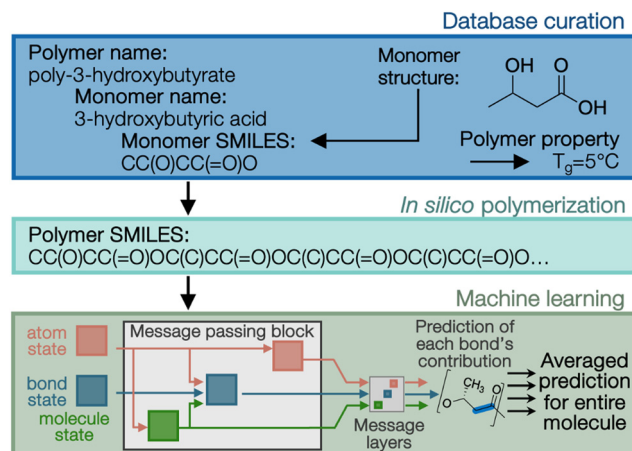 Database curation
Polymer name:
poly-3-hydroxybutyrate
Monomer name:
3-hydroxybutyric acid
Monomer SMILES:
CC(O)CC(=O)O
Monomer
structure:
OH
O
OH
Polymer property
Tg=5°C
In silico polymerization
Polymer SMILES:
CC(O)CC(=O)OC(C)CC(=O)OC(C)CC(=O)OC(C)CC(=O)O…
Machine learning
atom
state
bond
state
molecule
state
Message passing block
Message
layers
Prediction of
each bond's
contribution
CH3
O
O
Averaged
prediction
for entire
molecule